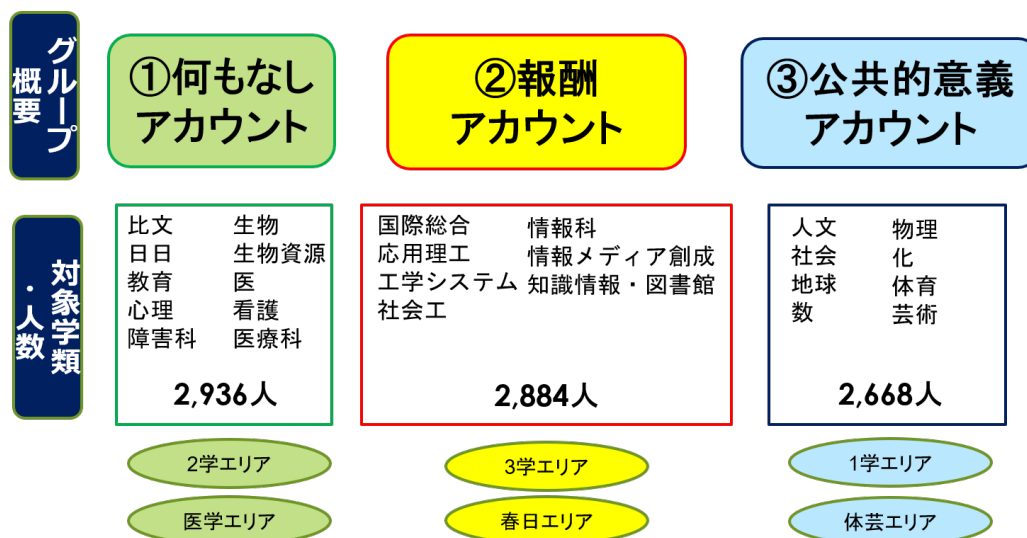 グループ
概要
①何もなし
アカウント
②報酬
アカウント
③公共的意義
アカウント
対象学類
・人数
比文 生物
日日 生物資源
教育 医
心理 看護
障害科 医療科
2,936人
国際総合 情報科
応用理工 情報メディア創成
工学システム 知識情報・図書館
社会工
2,884人
人文 物理
社会 化
地球 体育
数 芸術
2,668人
2学エリア
3学エリア
1学エリア
医学エリア
春日エリア
体芸エリア